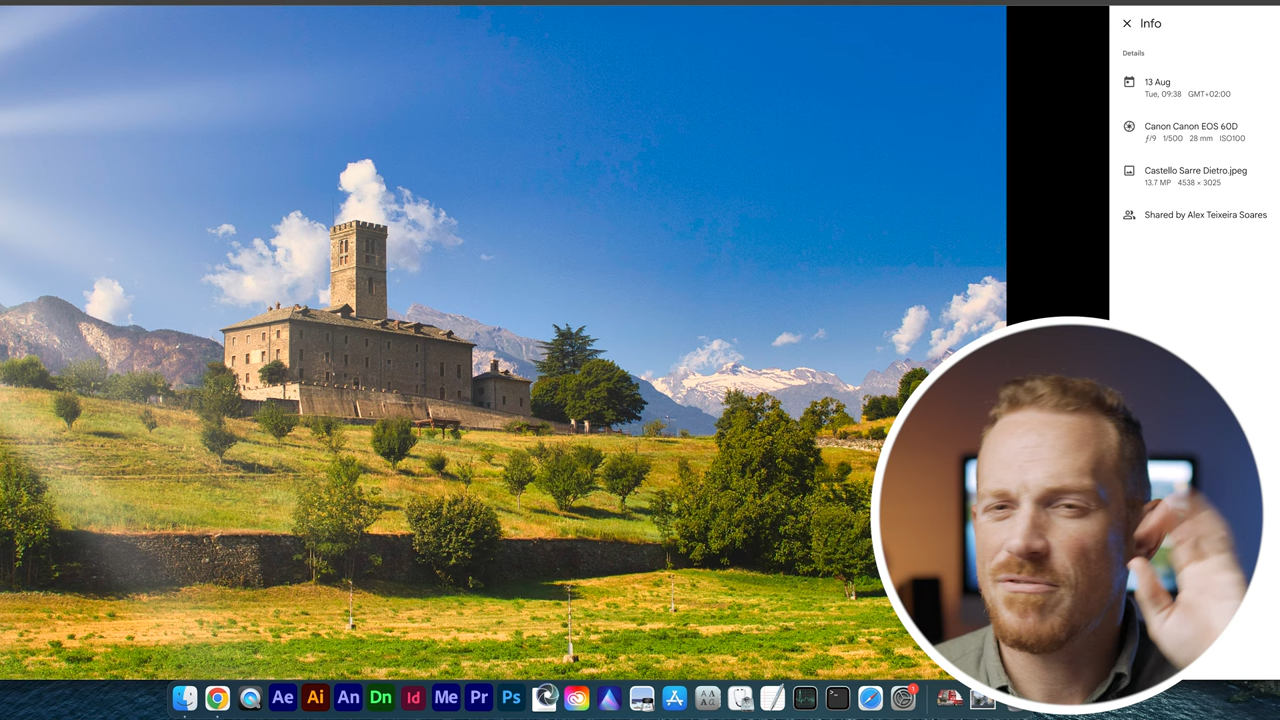 Info
Details
13 Aug
Tue, 09:38 GMT+02:00
Canon Canon EOS 60D
ƒ/9 1/500 28 mm ISO100
Castello Sarre Dietro.jpeg
13.7 MP 4538 × 3025
Shared by Alex Teixeira Soares
Ae Ai An Dn Id Me Pr Ps 1